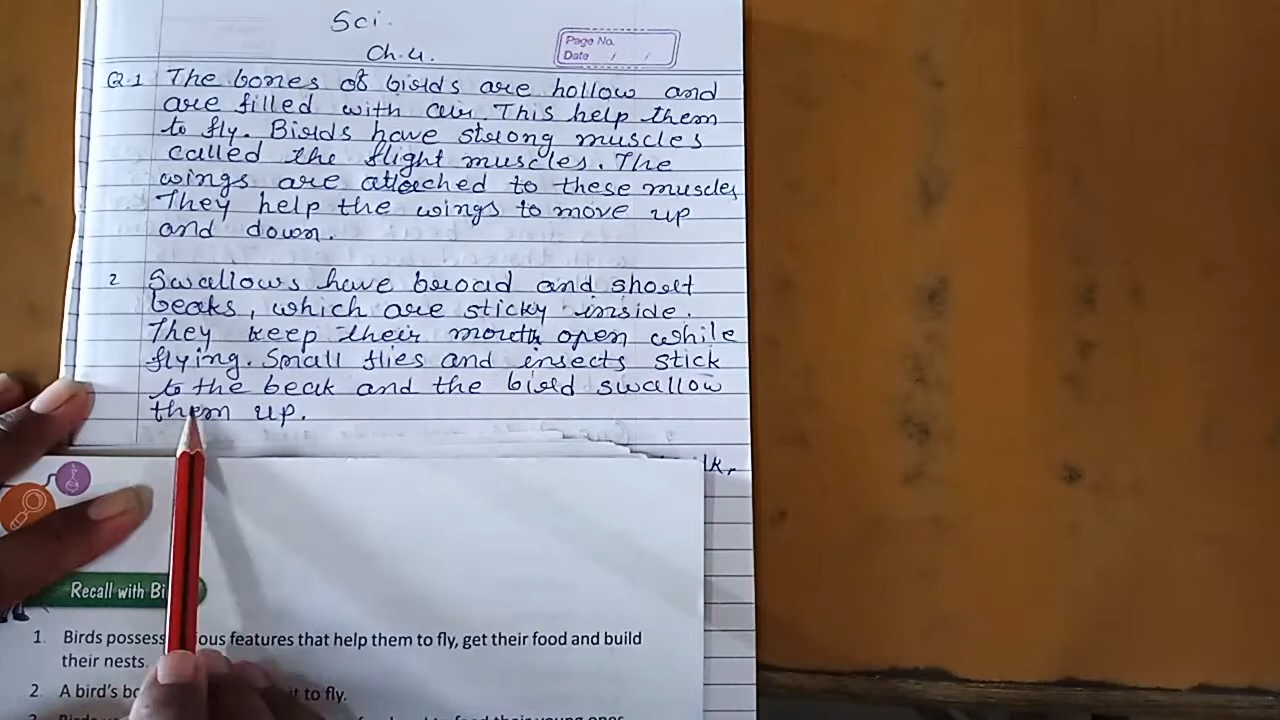 Sci.
Ch.4.
Page No.
Date / /
Q.1 The bones of birds are hollow and
are filled with air. This help them
to fly. Birds have strong muscles
called the flight muscles. The
wings are attached to these muscles
They help the wings to move up
and down.
2 Swallows have broad and short
beaks, which are sticky inside.
They keep their mouth open while
flying. Small flies and insects stick
to the beak and the bird swallow
them up.
Recall with
1. Birds possess features that help them to fly, get their food and build
their nests.
2. A bird's to fly.